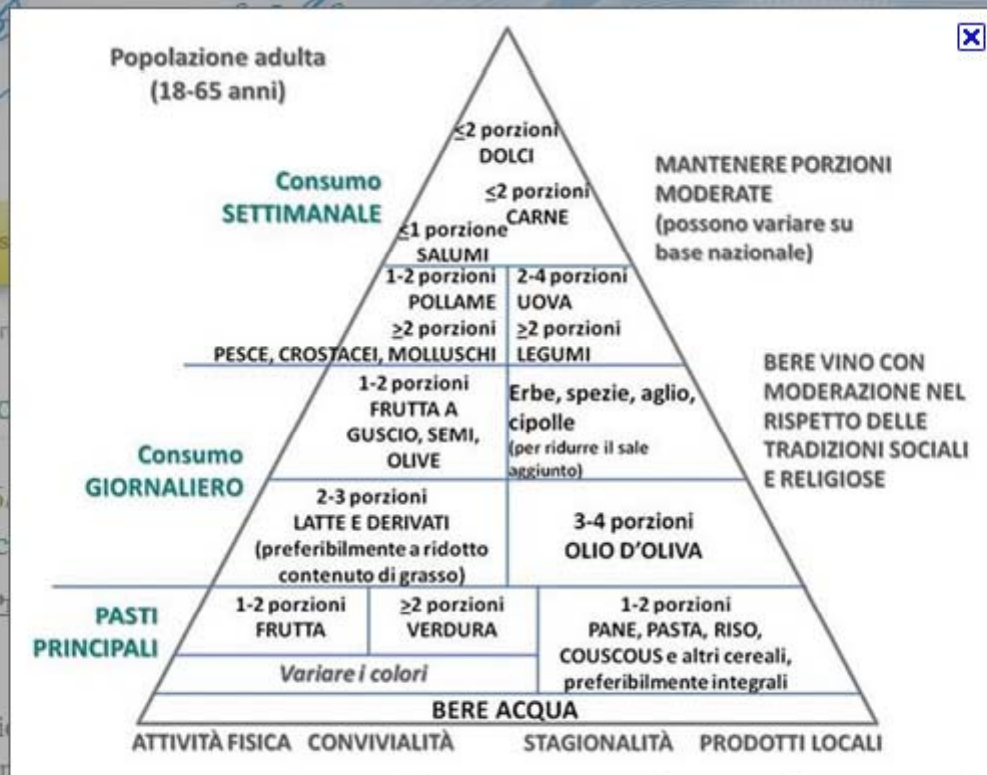 Popolazione adulta
(18-65 anni)
≤2 porzioni
DOLCI
Consumo
SETTIMANALE
≤2 porzioni
CARNE
≤1 porzione
SALUMI
MANTENERE PORZIONI
MODERATE
(possono variare su
base nazionale)
1-2 porzioni
POLLAME
≥2 porzioni
PESCE, CROSTACEI, MOLLUSCHI
2-4 porzioni
UOVA
≥2 porzioni
LEGUMI
BERE VINO CON
MODERAZIONE NEL
RISPETTO DELLE
TRADIZIONI SOCIALI
E RELIGIOSE
Consumo
GIORNALIERO
1-2 porzioni
FRUTTA A
GUSCIO, SEMI,
OLIVE
Erbe, spezie, aglio,
cipolle
(per ridurre il sale
aggiunto)
2-3 porzioni
LATTE E DERIVATI
(preferibilmente a ridotto
contenuto di grasso)
3-4 porzioni
OLIO D'OLIVA
PASTI
PRINCIPALI
1-2 porzioni
FRUTTA
≥2 porzioni
VERDURA
Variare i colori
1-2 porzioni
PANE, PASTA, RISO,
COUSCOUS e altri cereali,
preferibilmente integrali
BERE ACQUA
ATTIVITÀ FISICA CONVIVIALITÀ STAGIONALITÀ PRODOTTI LOCALI